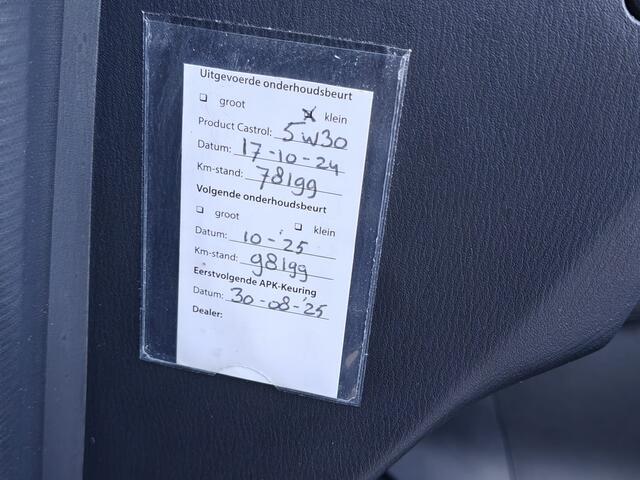 Uitgevoerde onderhoudsbeurt
☐ groot ☒ klein
Product Castrol: 5W30
Datum: 17-10-24
Km-stand: 78199
Volgende onderhoudsbeurt
☐ groot ☐ klein
Datum: 10-'25
Km-stand: 98199
Eerstvolgende APK-Keuring
Datum: 30-08-'25
Dealer: